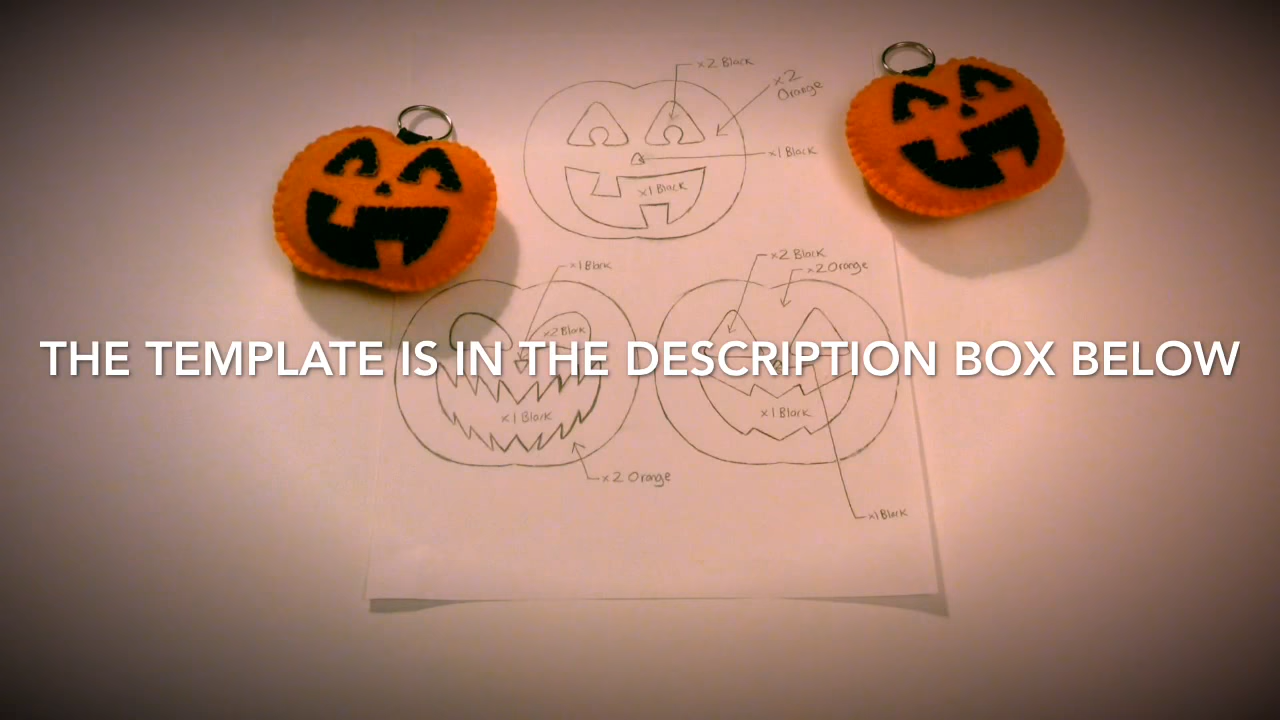 x2 Black
x2
Orange
x1 Black
x1 Black
x2 Black
x1 Black
x2 Orange
x2 Black
THE TEMPLATE IS IN THE DESCRIPTION BOX BELOW
x1 Black
x1 Black
x2 Orange
x1 Black